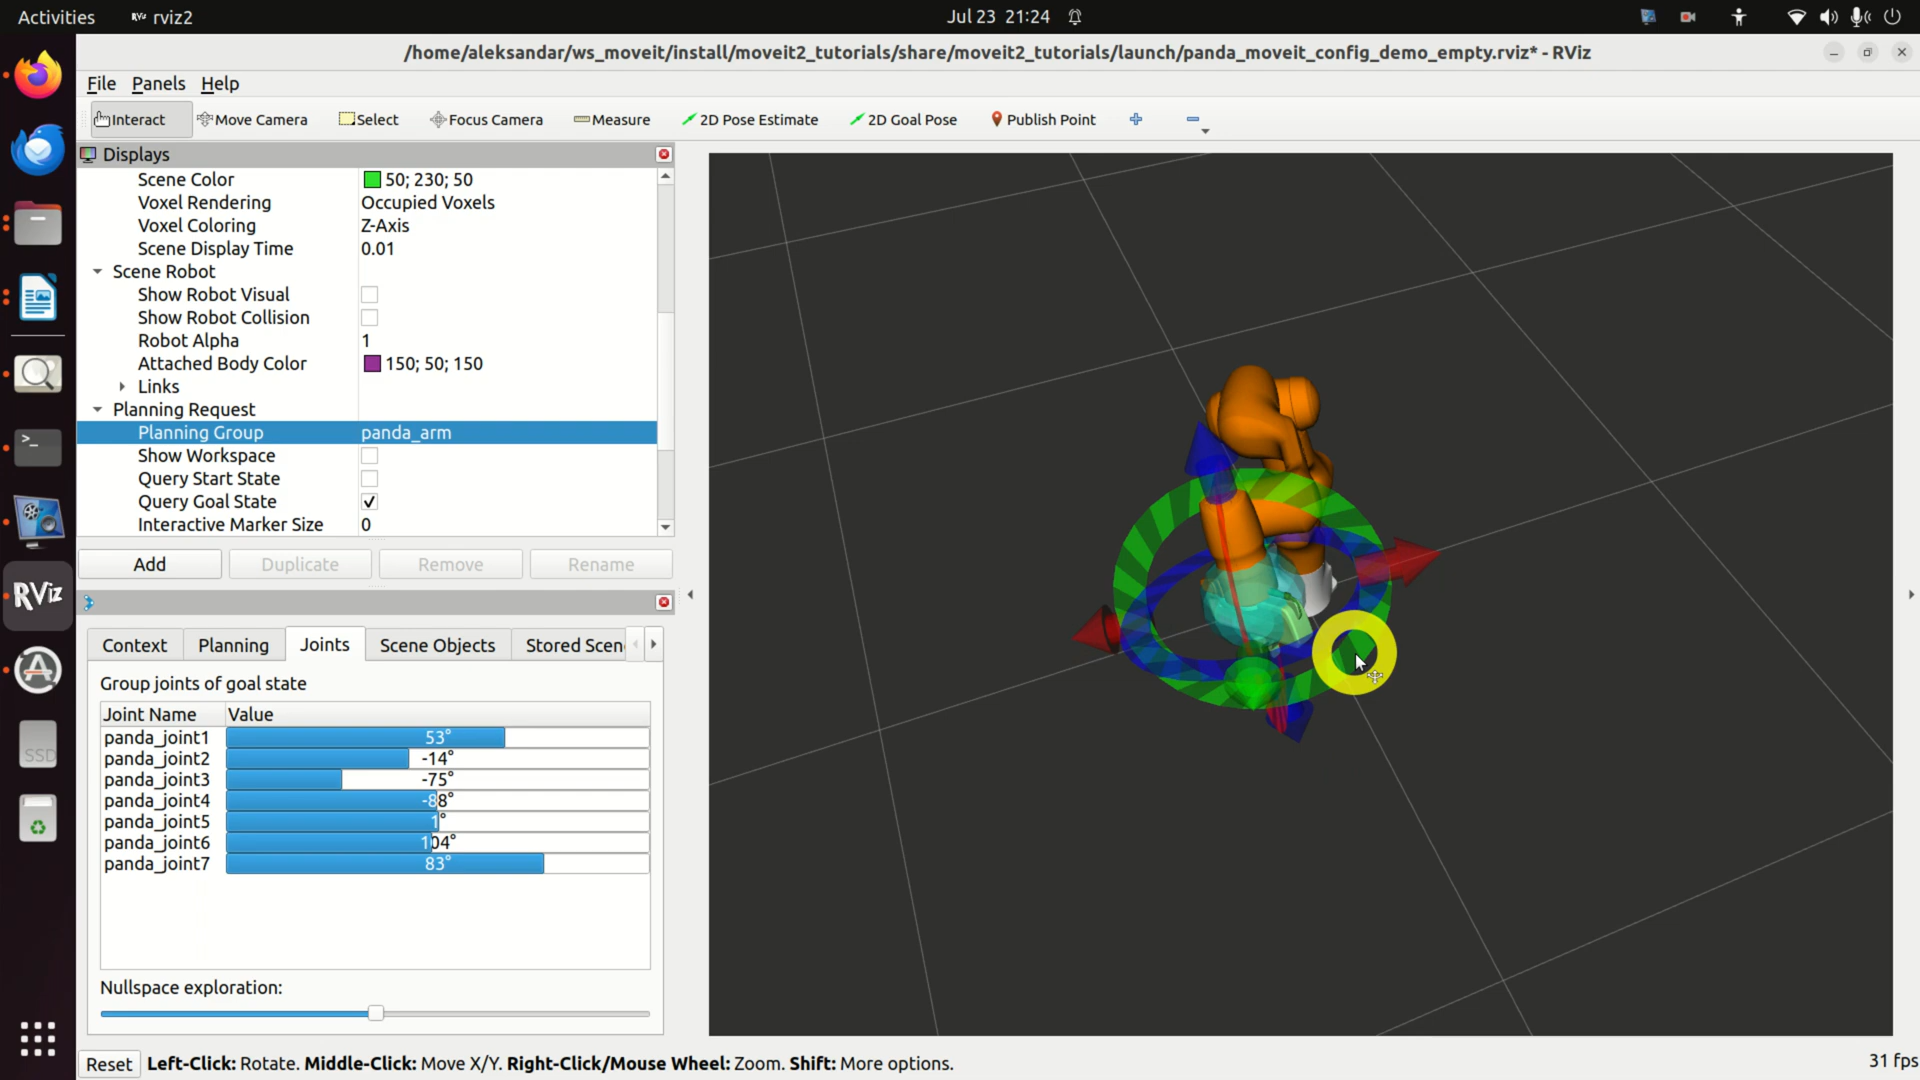 Activities RViz rviz2 Jul 23 21:24
/home/aleksandar/ws_moveit/install/moveit2_tutorials/share/moveit2_tutorials/launch/panda_moveit_config_demo_empty.rviz* - RViz
File Panels Help
Interact Move Camera Select Focus Camera Measure 2D Pose Estimate 2D Goal Pose Publish Point
Displays
Scene Color 50; 230; 50
Voxel Rendering Occupied Voxels
Voxel Coloring Z-Axis
Scene Display Time 0.01
Scene Robot
Show Robot Visual
Show Robot Collision
Robot Alpha 1
Attached Body Color 150; 50; 150
Links
Planning Request
Planning Group panda_arm
Show Workspace
Query Start State
Query Goal State
Interactive Marker Size 0
Add Duplicate Remove Rename
RViz
Context Planning Joints Scene Objects Stored Scen
Group joints of goal state
Joint Name Value
panda_joint1 53°
panda_joint2 -14°
panda_joint3 -75°
panda_joint4 -88°
panda_joint5 1°
panda_joint6 104°
panda_joint7 83°
SSD
Nullspace exploration:
Reset Left-Click: Rotate. Middle-Click: Move X/Y. Right-Click/Mouse Wheel: Zoom. Shift: More options. 31 fps